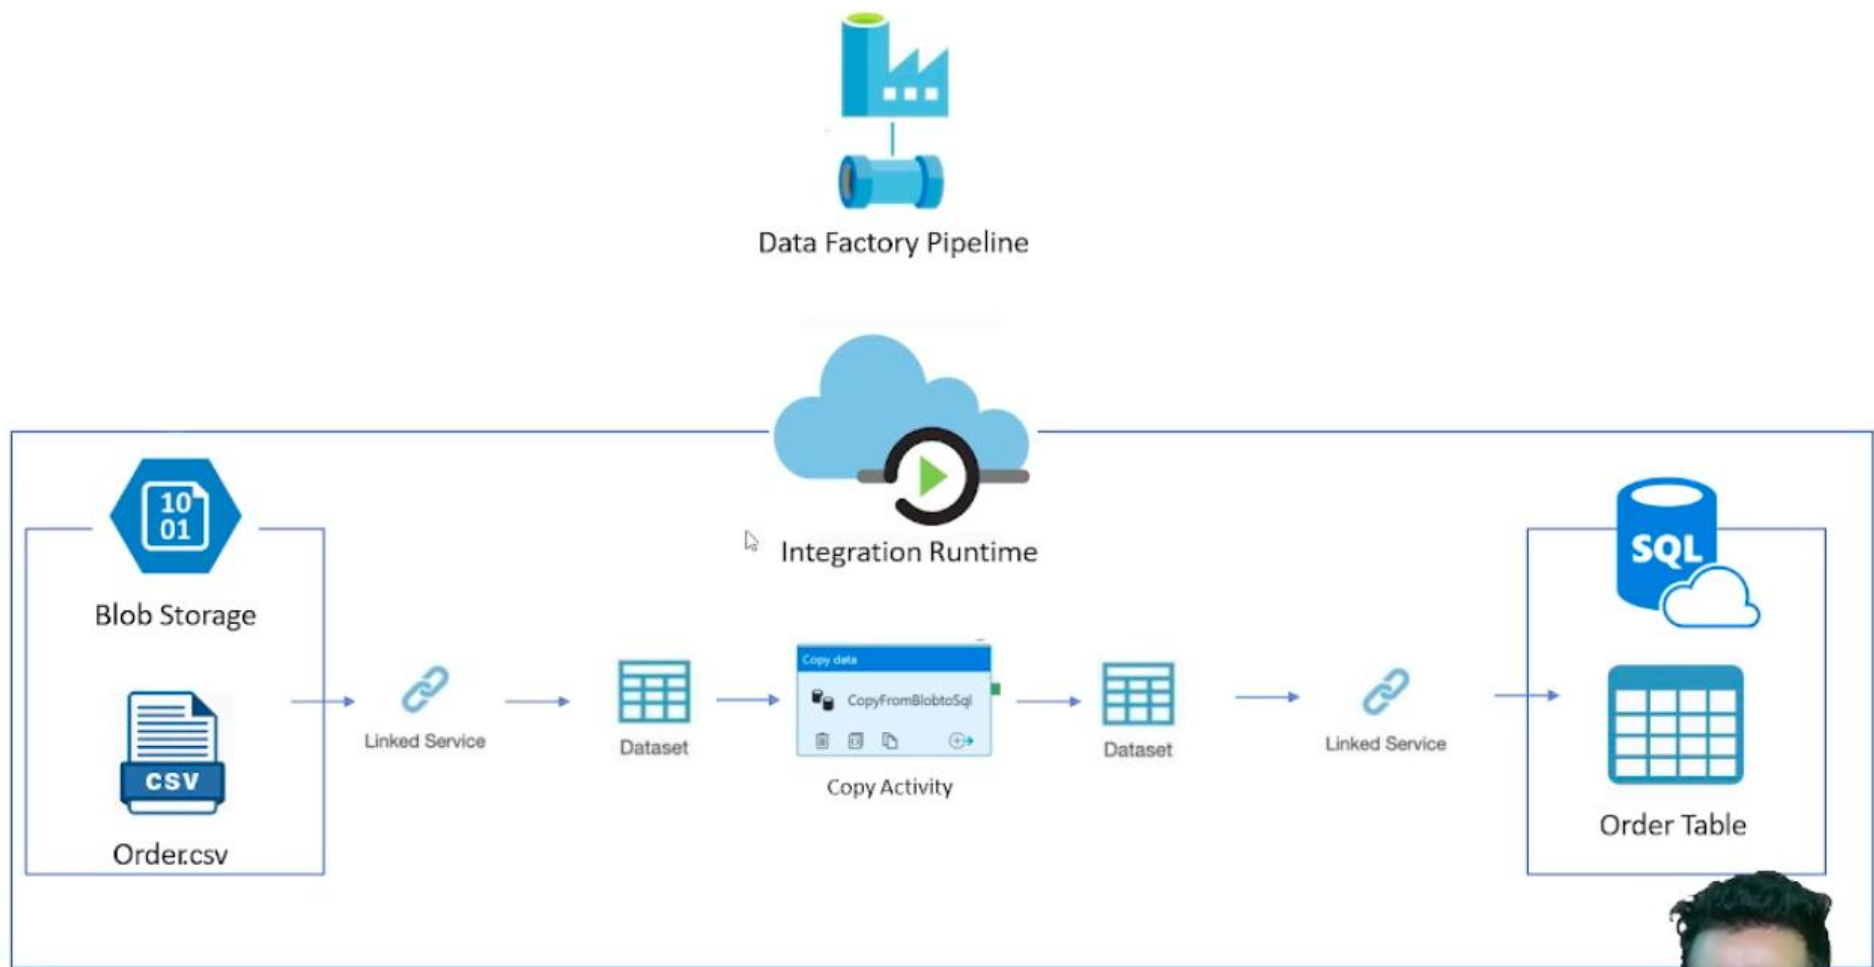 Data Factory Pipeline
Integration Runtime
10
01
Blob Storage
CSV
Order.csv
Linked Service
Dataset
Copy data
CopyFromBlobtoSql
Copy Activity
Dataset
Linked Service
SQL
Order Table